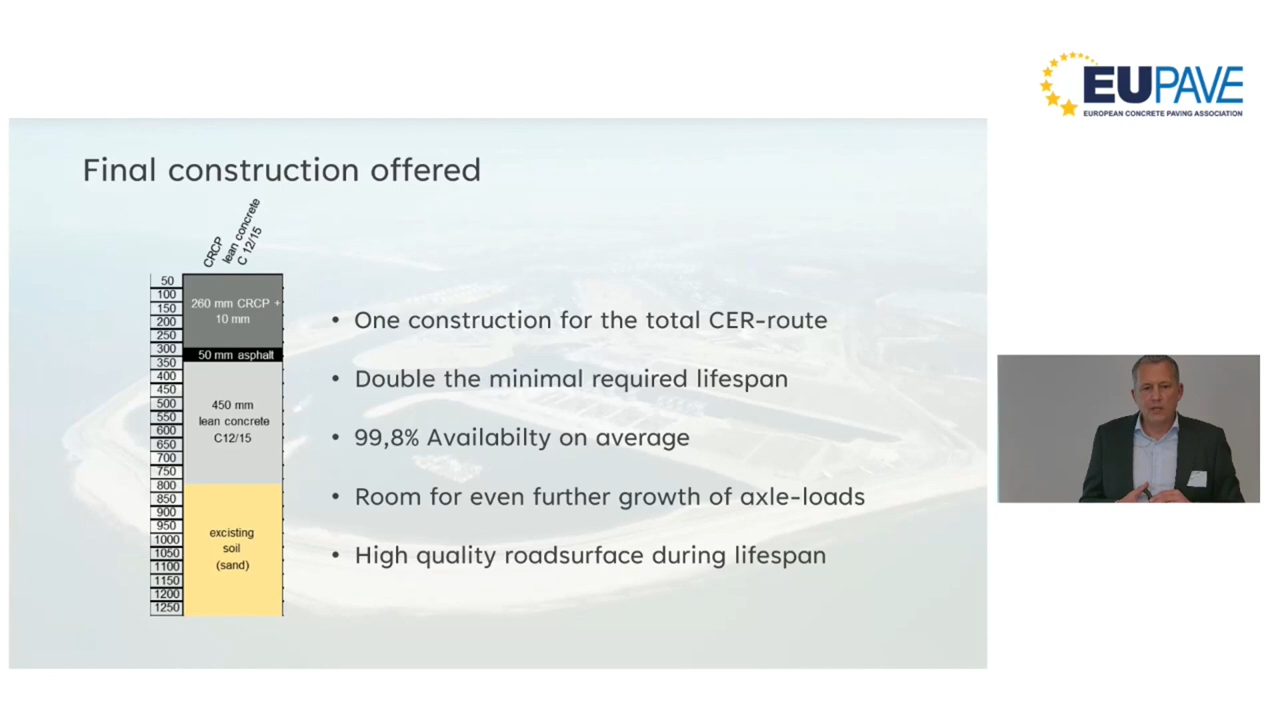 EUPAVE
EUROPEAN CONCRETE PAVING ASSOCIATION
Final construction offered
CRCP
lean concrete
C 12/15
50
100
150
200
250
300
350
400
450
500
550
600
650
700
750
800
850
900
950
1000
1050
1100
1150
1200
1250
260 mm CRCP +
10 mm
50 mm asphalt
450 mm
lean concrete
C12/15
excisting
soil
(sand)
• One construction for the total CER-route
• Double the minimal required lifespan
• 99,8% Availabilty on average
• Room for even further growth of axle-loads
• High quality roadsurface during lifespan